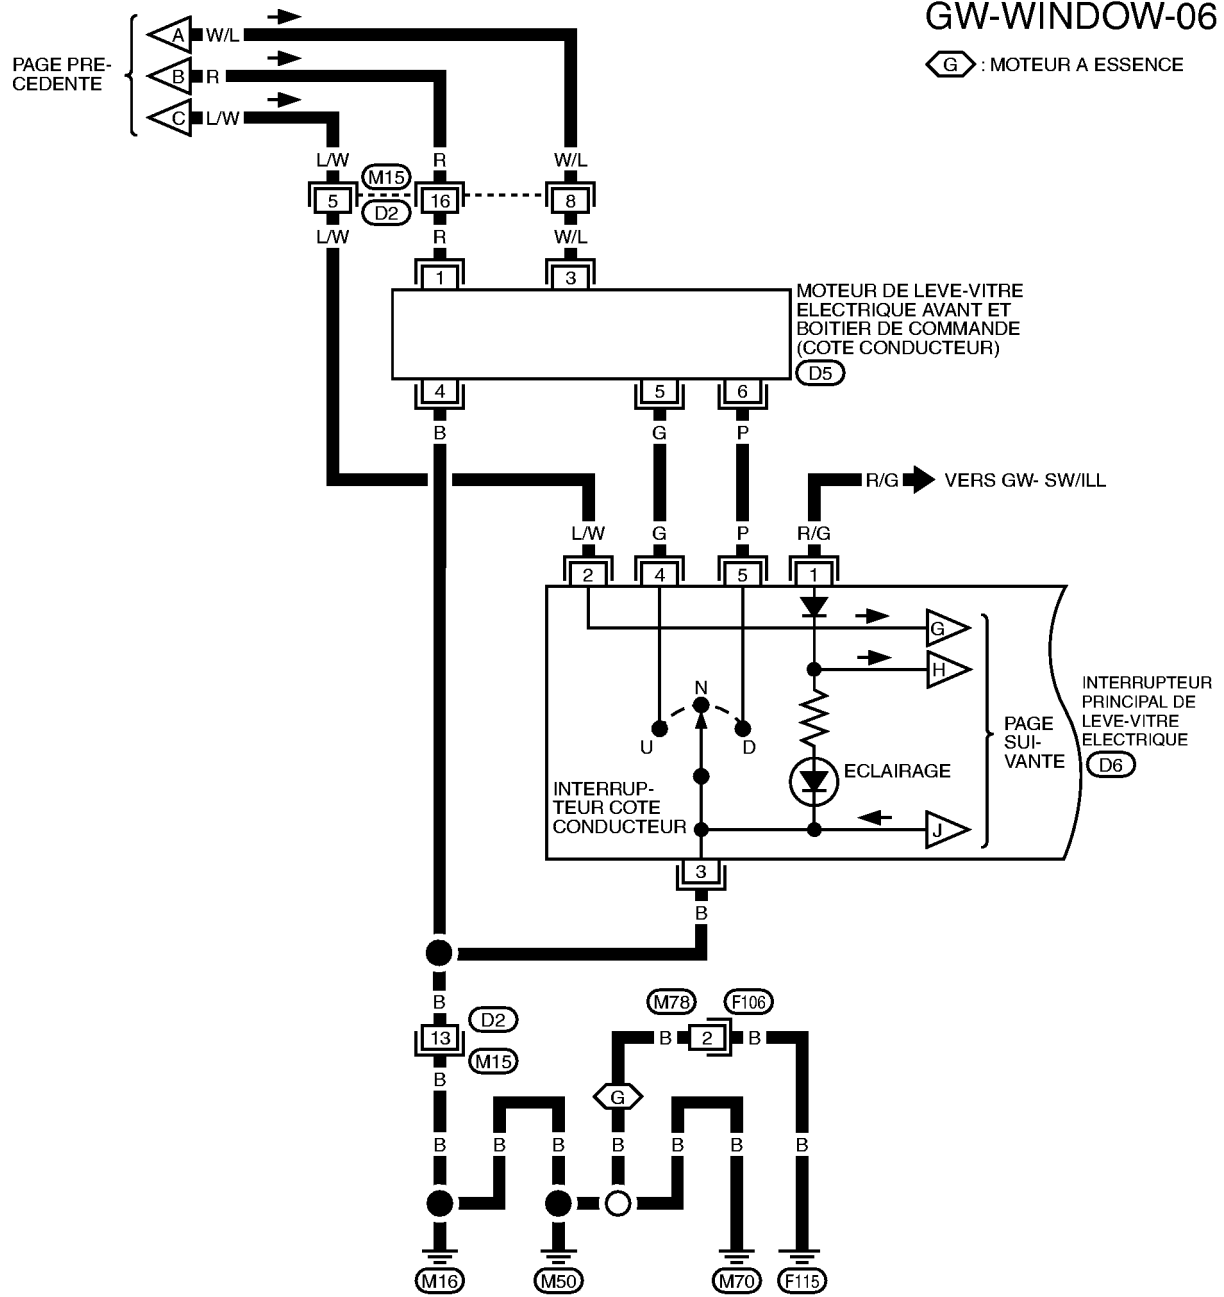 GW-WINDOW-06
G : MOTEUR A ESSENCE
PAGE PRE-
CEDENTE
A W/L
B R
C L/W
L/W R W/L
M15
5 16 8
D2
L/W R W/L
1 3
MOTEUR DE LEVE-VITRE
ELECTRIQUE AVANT ET
BOITIER DE COMMANDE
(COTE CONDUCTEUR)
D5
4 5 6
B G P
R/G VERS GW- SW/ILL
L/W G P R/G
2 4 5 1
G
H
N
U D
INTERRUPTEUR
PRINCIPAL DE
LEVE-VITRE
ELECTRIQUE
D6
PAGE
SUI-
VANTE
ECLAIRAGE
INTERRUP-
TEUR COTE
CONDUCTEUR
J
3
B
B
M78 F106
D2
13
B 2 B
M15
B
G
B B B B B B B
M16 M50 M70 F115